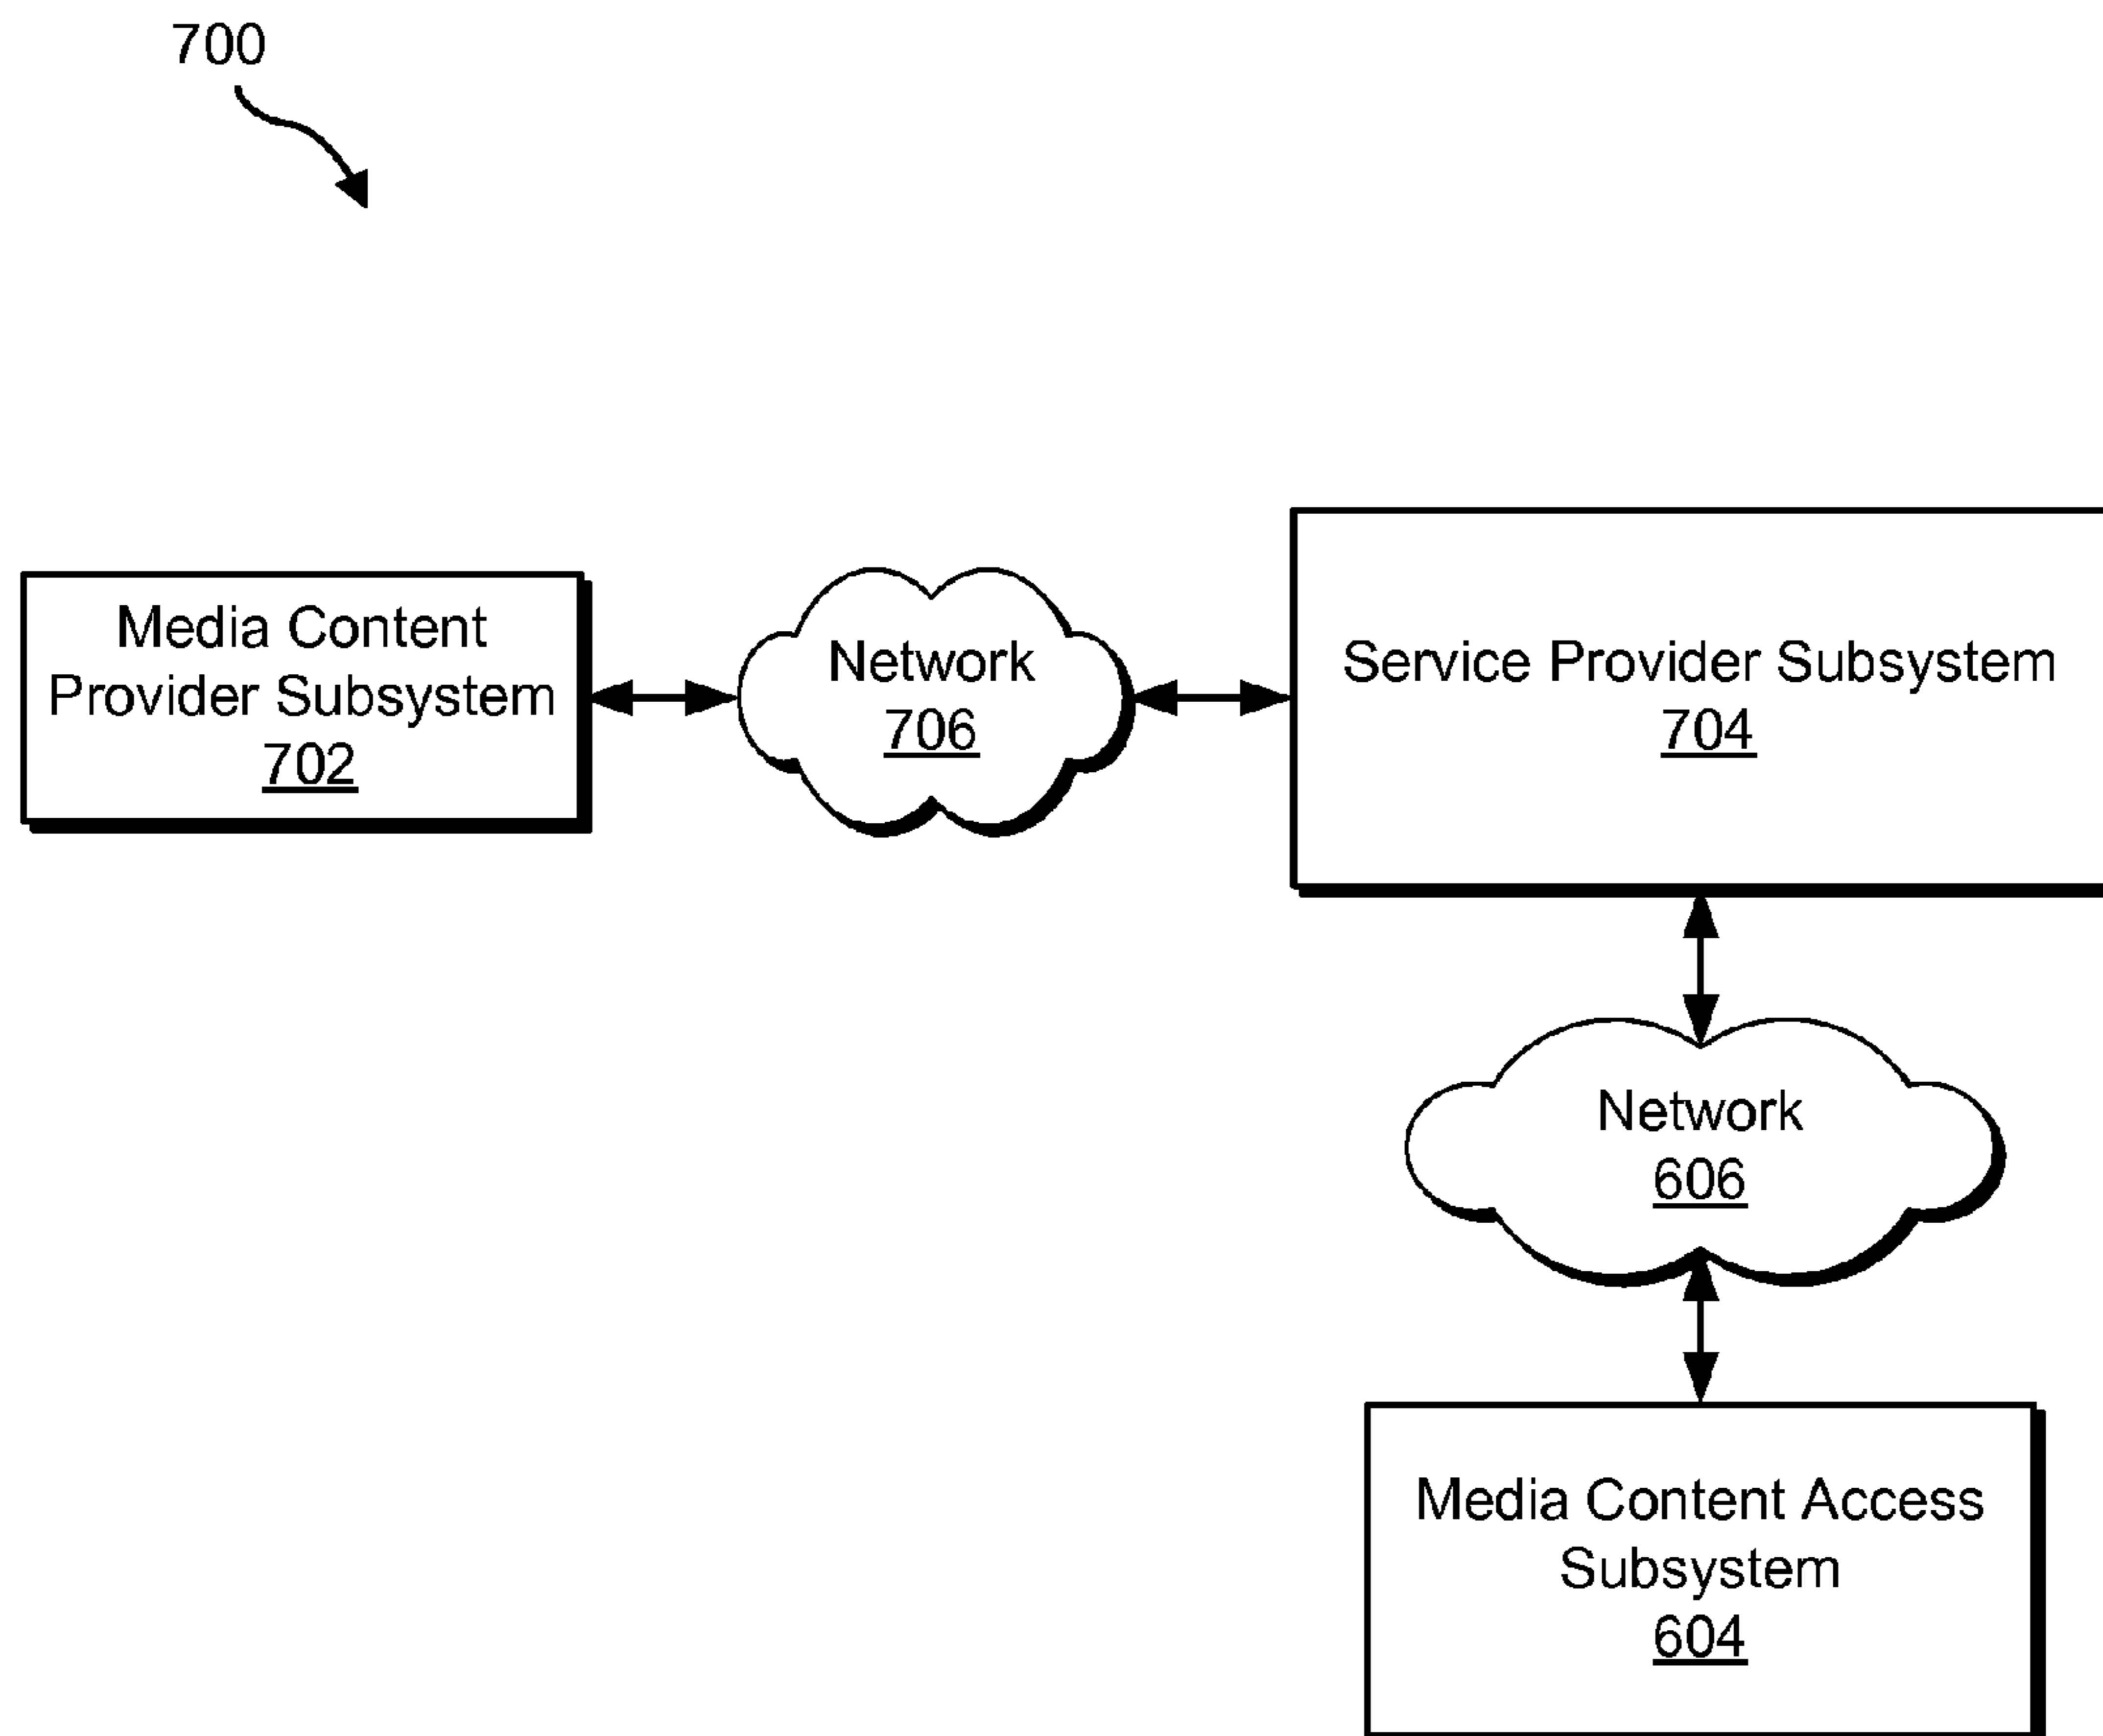 700
Media Content
Provider Subsystem
702
Network
706
Service Provider Subsystem
704
Network
606
Media Content Access
Subsystem
604